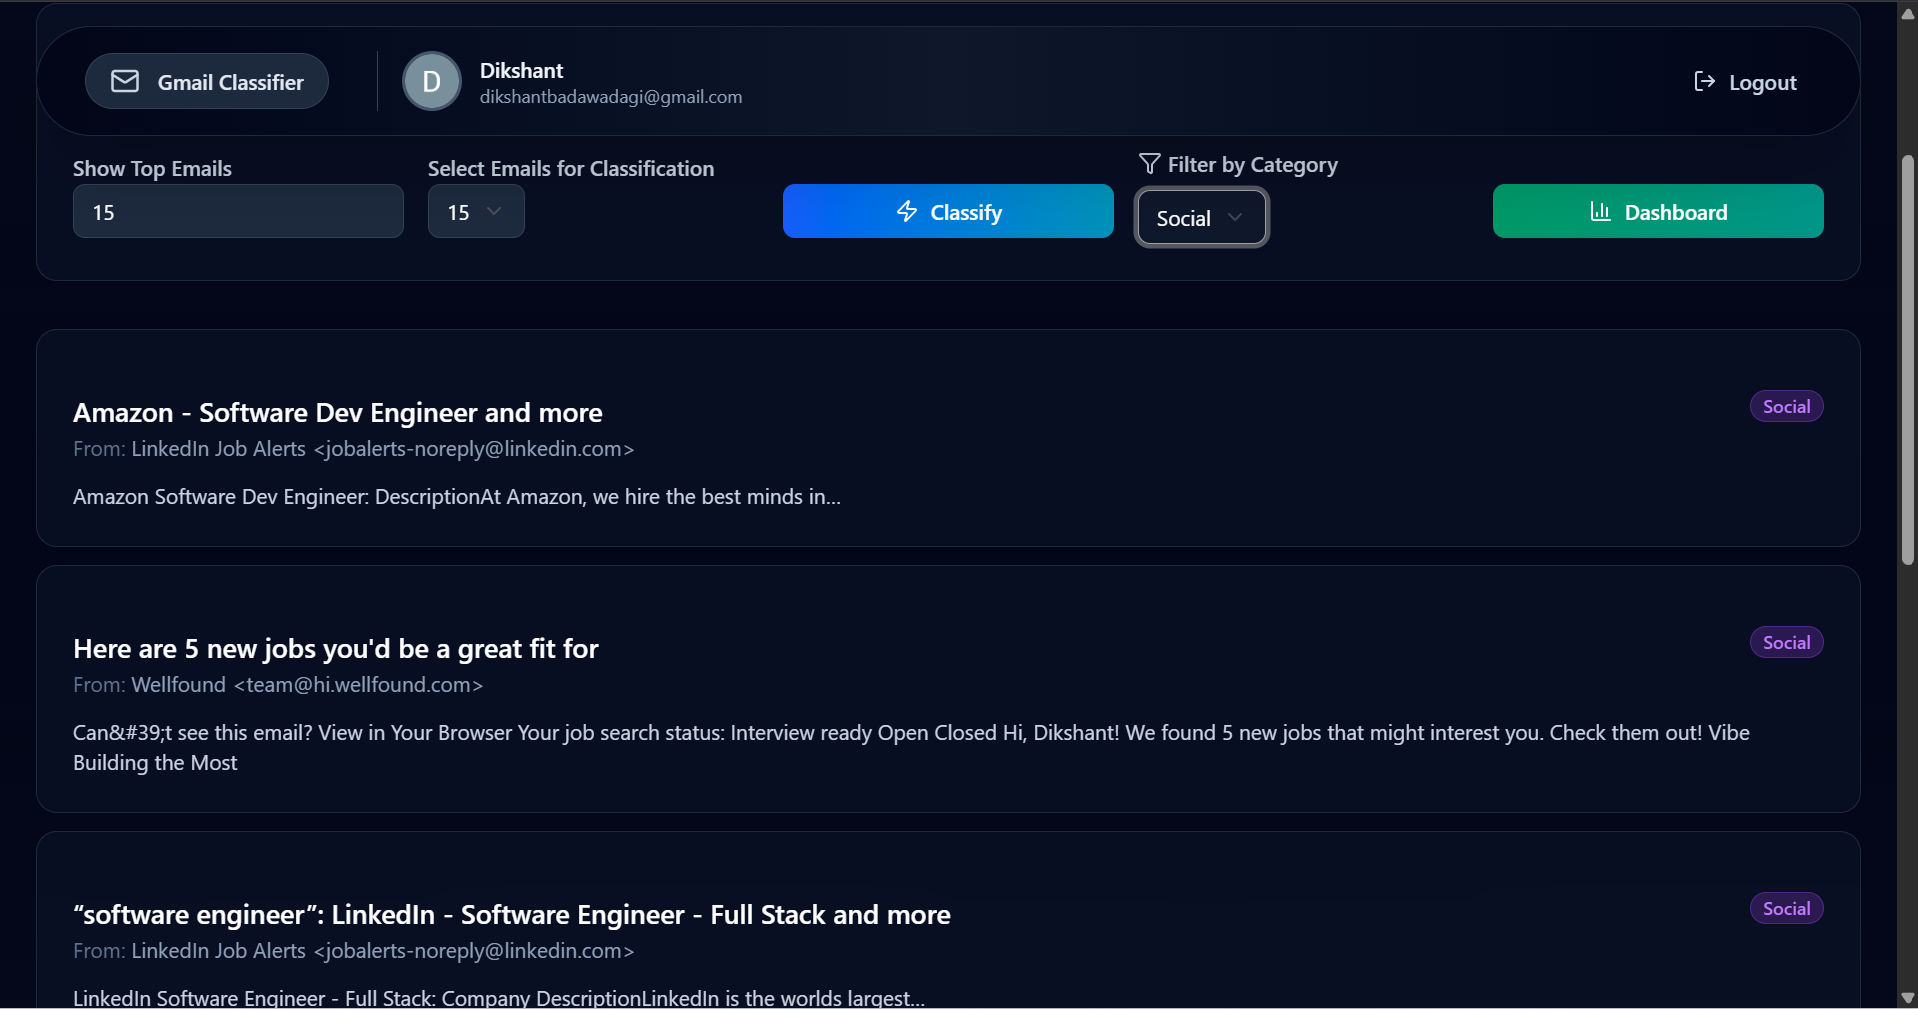 Gmail Classifier
D
Dikshant
dikshantbadawadagi@gmail.com
Logout
Show Top Emails
15
Select Emails for Classification
15
Classify
Filter by Category
Social
Dashboard
Amazon - Software Dev Engineer and more
Social
From: LinkedIn Job Alerts <jobalerts-noreply@linkedin.com>
Amazon Software Dev Engineer: DescriptionAt Amazon, we hire the best minds in...
Here are 5 new jobs you'd be a great fit for
Social
From: Wellfound <team@hi.wellfound.com>
Can&#39;t see this email? View in Your Browser Your job search status: Interview ready Open Closed Hi, Dikshant! We found 5 new jobs that might interest you. Check them out! Vibe
Building the Most
“software engineer”: LinkedIn - Software Engineer - Full Stack and more
Social
From: LinkedIn Job Alerts <jobalerts-noreply@linkedin.com>
LinkedIn Software Engineer - Full Stack: Company DescriptionLinkedIn is the worlds largest...